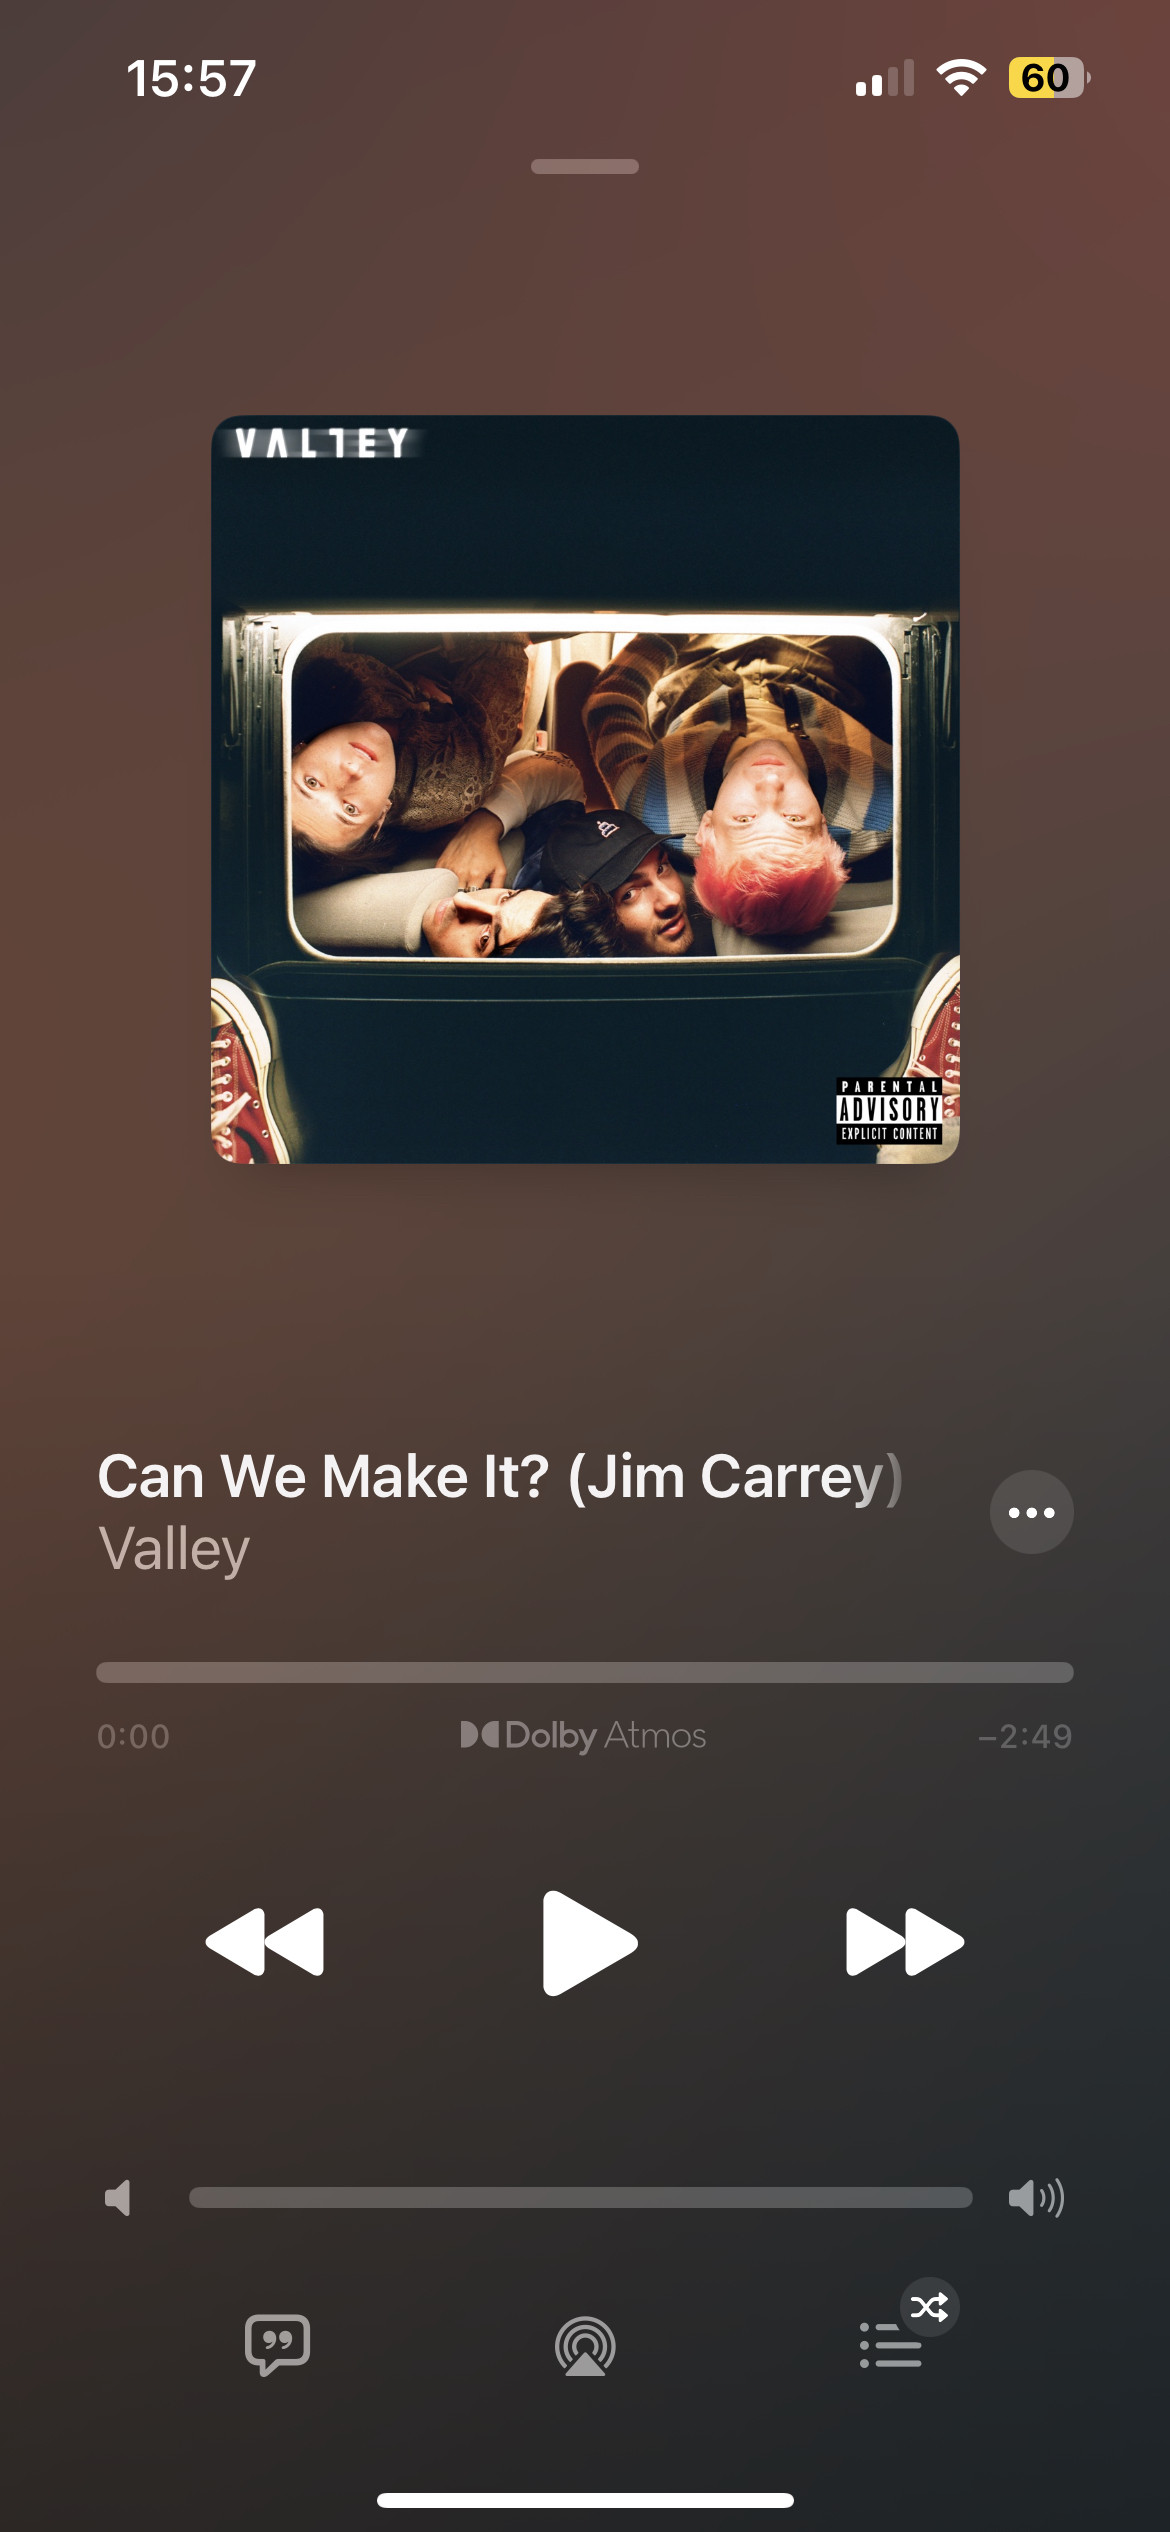 15:57
60
VALLEY
PARENTAL
ADVISORY
EXPLICIT CONTENT
Can We Make It? (Jim Carrey)
Valley
0:00
Dolby Atmos
−2:49